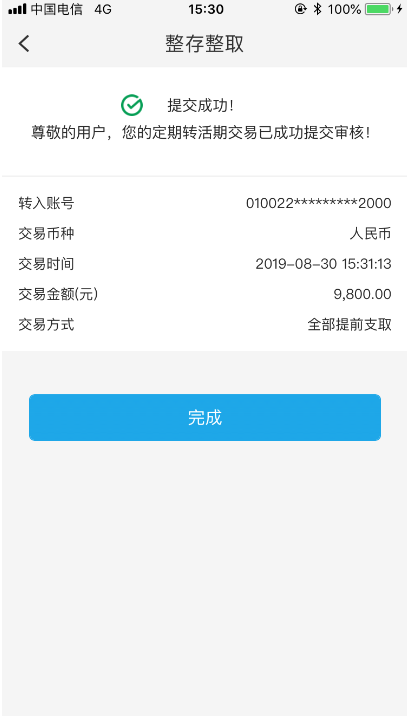 中国电信 4G 15:30 100%
整存整取
提交成功！
尊敬的用户，您的定期转活期交易已成功提交审核！
转入账号 010022*********2000
交易币种 人民币
交易时间 2019-08-30 15:31:13
交易金额(元) 9,800.00
交易方式 全部提前支取
完成